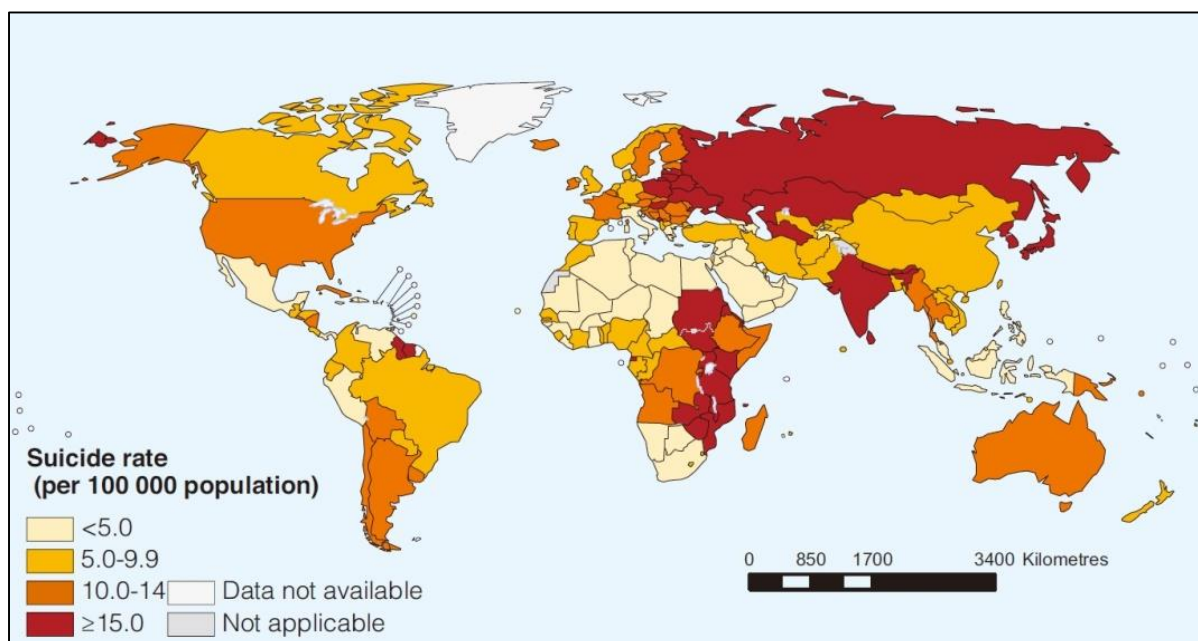 Suicide rate
(per 100 000 population)
<5.0
5.0-9.9
10.0-14
≥15.0
Data not available
Not applicable
0 850 1700 3400 Kilometres